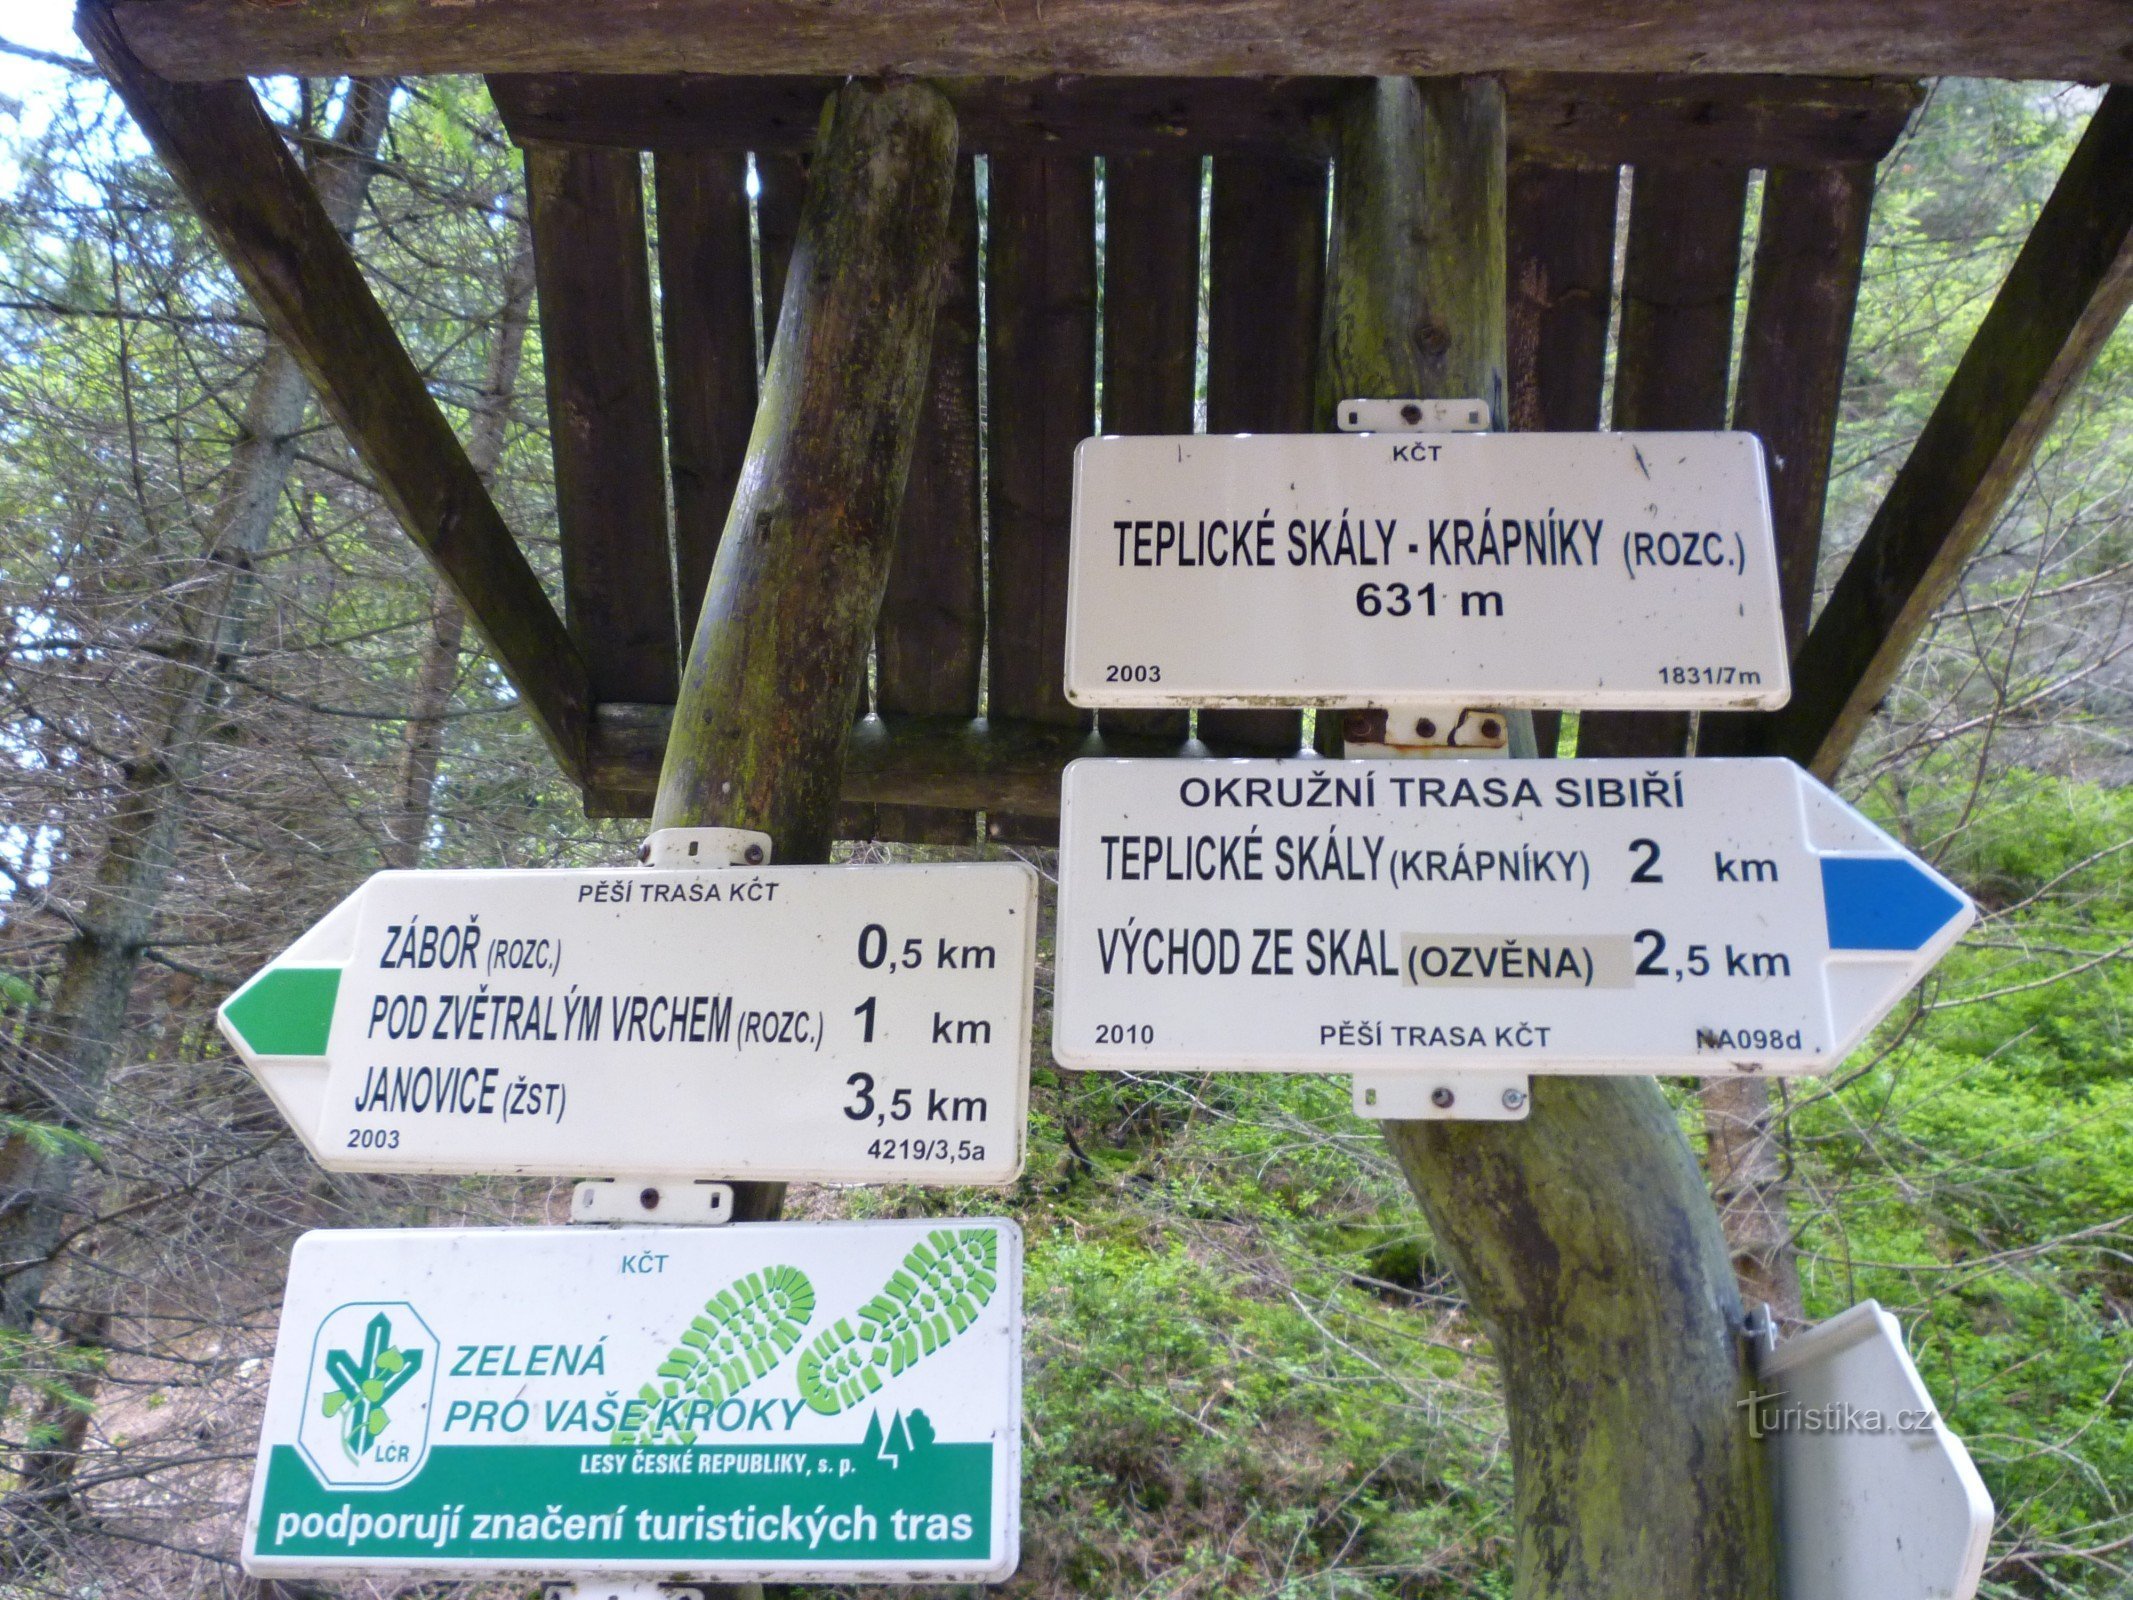 KČT
TEPLICKÉ SKÁLY - KRÁPNÍKY (ROZC.)
631 m
2003 1831/7m
OKRUŽNÍ TRASA SIBIŘÍ
TEPLICKÉ SKÁLY (KRÁPNÍKY) 2 km
VÝCHOD ZE SKAL (OZVĚNA) 2,5 km
2010 PĚŠÍ TRASA KČT NA098d
PĚŠÍ TRASA KČT
ZÁBOŘ (ROZC.) 0,5 km
POD ZVĚTRALÝM VRCHEM (ROZC.) 1 km
JANOVICE (ŽST) 3,5 km
2003 4219/3,5a
KČT
ZELENÁ
PRO VAŠE KROKY
LČR
LESY ČESKÉ REPUBLIKY, s. p.
podporují značení turistických tras
Turistika.cz